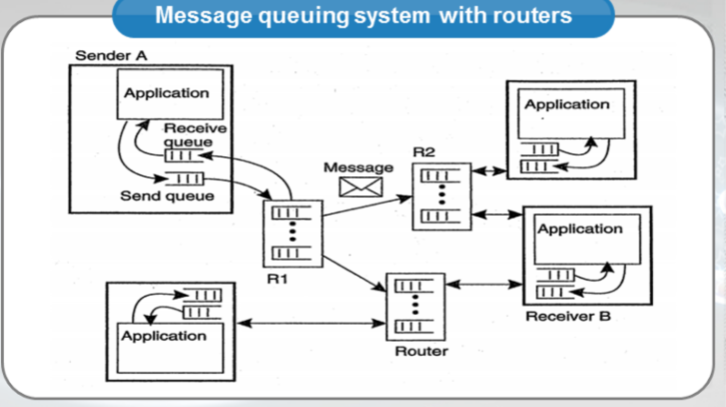 Message queuing system with routers
Sender A
Application
Receive
queue
Send queue
R1
Message
R2
Application
Application
Receiver B
Application
Router